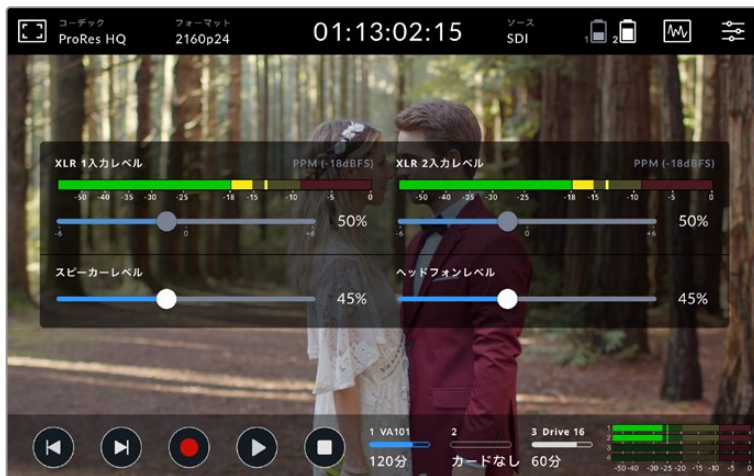 コーデック
ProRes HQ
フォーマット
2160p24
01:13:02:15
ソース
SDI
1
2
XLR 1入力レベル
PPM (-18dBFS)
-50 -40 -35 -30 -25 -18 -15 -10 -5 0
50%
-6 0 +6
XLR 2入力レベル
PPM (-18dBFS)
-50 -40 -35 -30 -25 -18 -15 -10 -5 0
50%
-6 0 +6
スピーカーレベル
45%
ヘッドフォンレベル
45%
1 VA101
120分
2
カードなし
3 Drive 16
60分
1
2
3
4
-50 -40 -30 -25 -20 -15 -10 -5 0